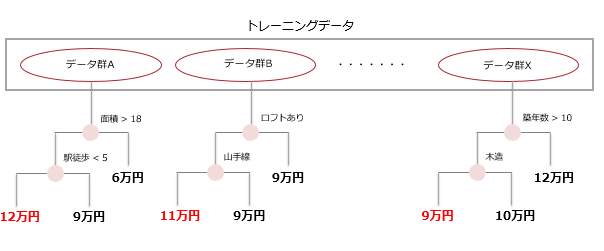 トレーニングデータ
データ群A
データ群B
・・・・・・・
データ群X
面積 > 18
ロフトあり
築年数 > 10
駅徒歩 < 5
山手線
木造
6万円
9万円
12万円
12万円
9万円
11万円
9万円
9万円
10万円